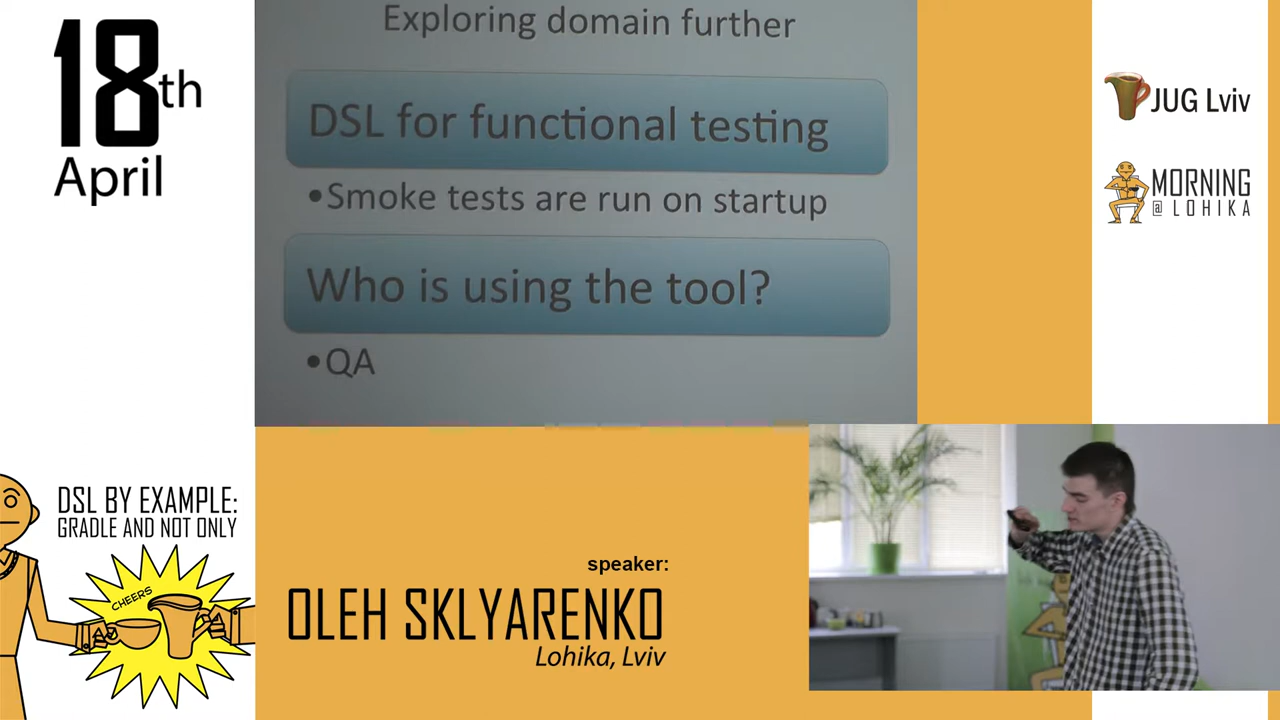 18th
April
Exploring domain further
DSL for functional testing
•Smoke tests are run on startup
Who is using the tool?
•QA
JUG Lviv
MORNING
@ LOHIKA
DSL BY EXAMPLE:
GRADLE AND NOT ONLY
CHEERS
speaker:
OLEH SKLYARENKO
Lohika, Lviv